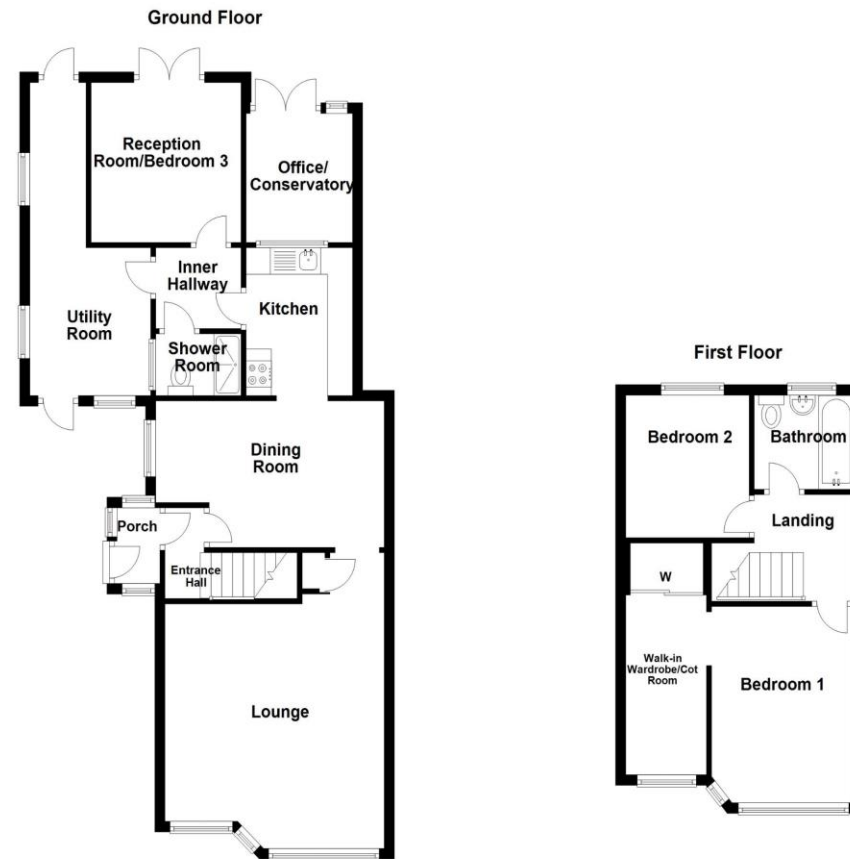 Ground Floor
Reception
Room/Bedroom 3
Office/
Conservatory
Inner
Hallway
Kitchen
Utility
Room
Shower
Room
Dining
Room
Porch
Entrance
Hall
Lounge
First Floor
Bedroom 2
Bathroom
Landing
W
Walk-in
Wardrobe/Cot
Room
Bedroom 1